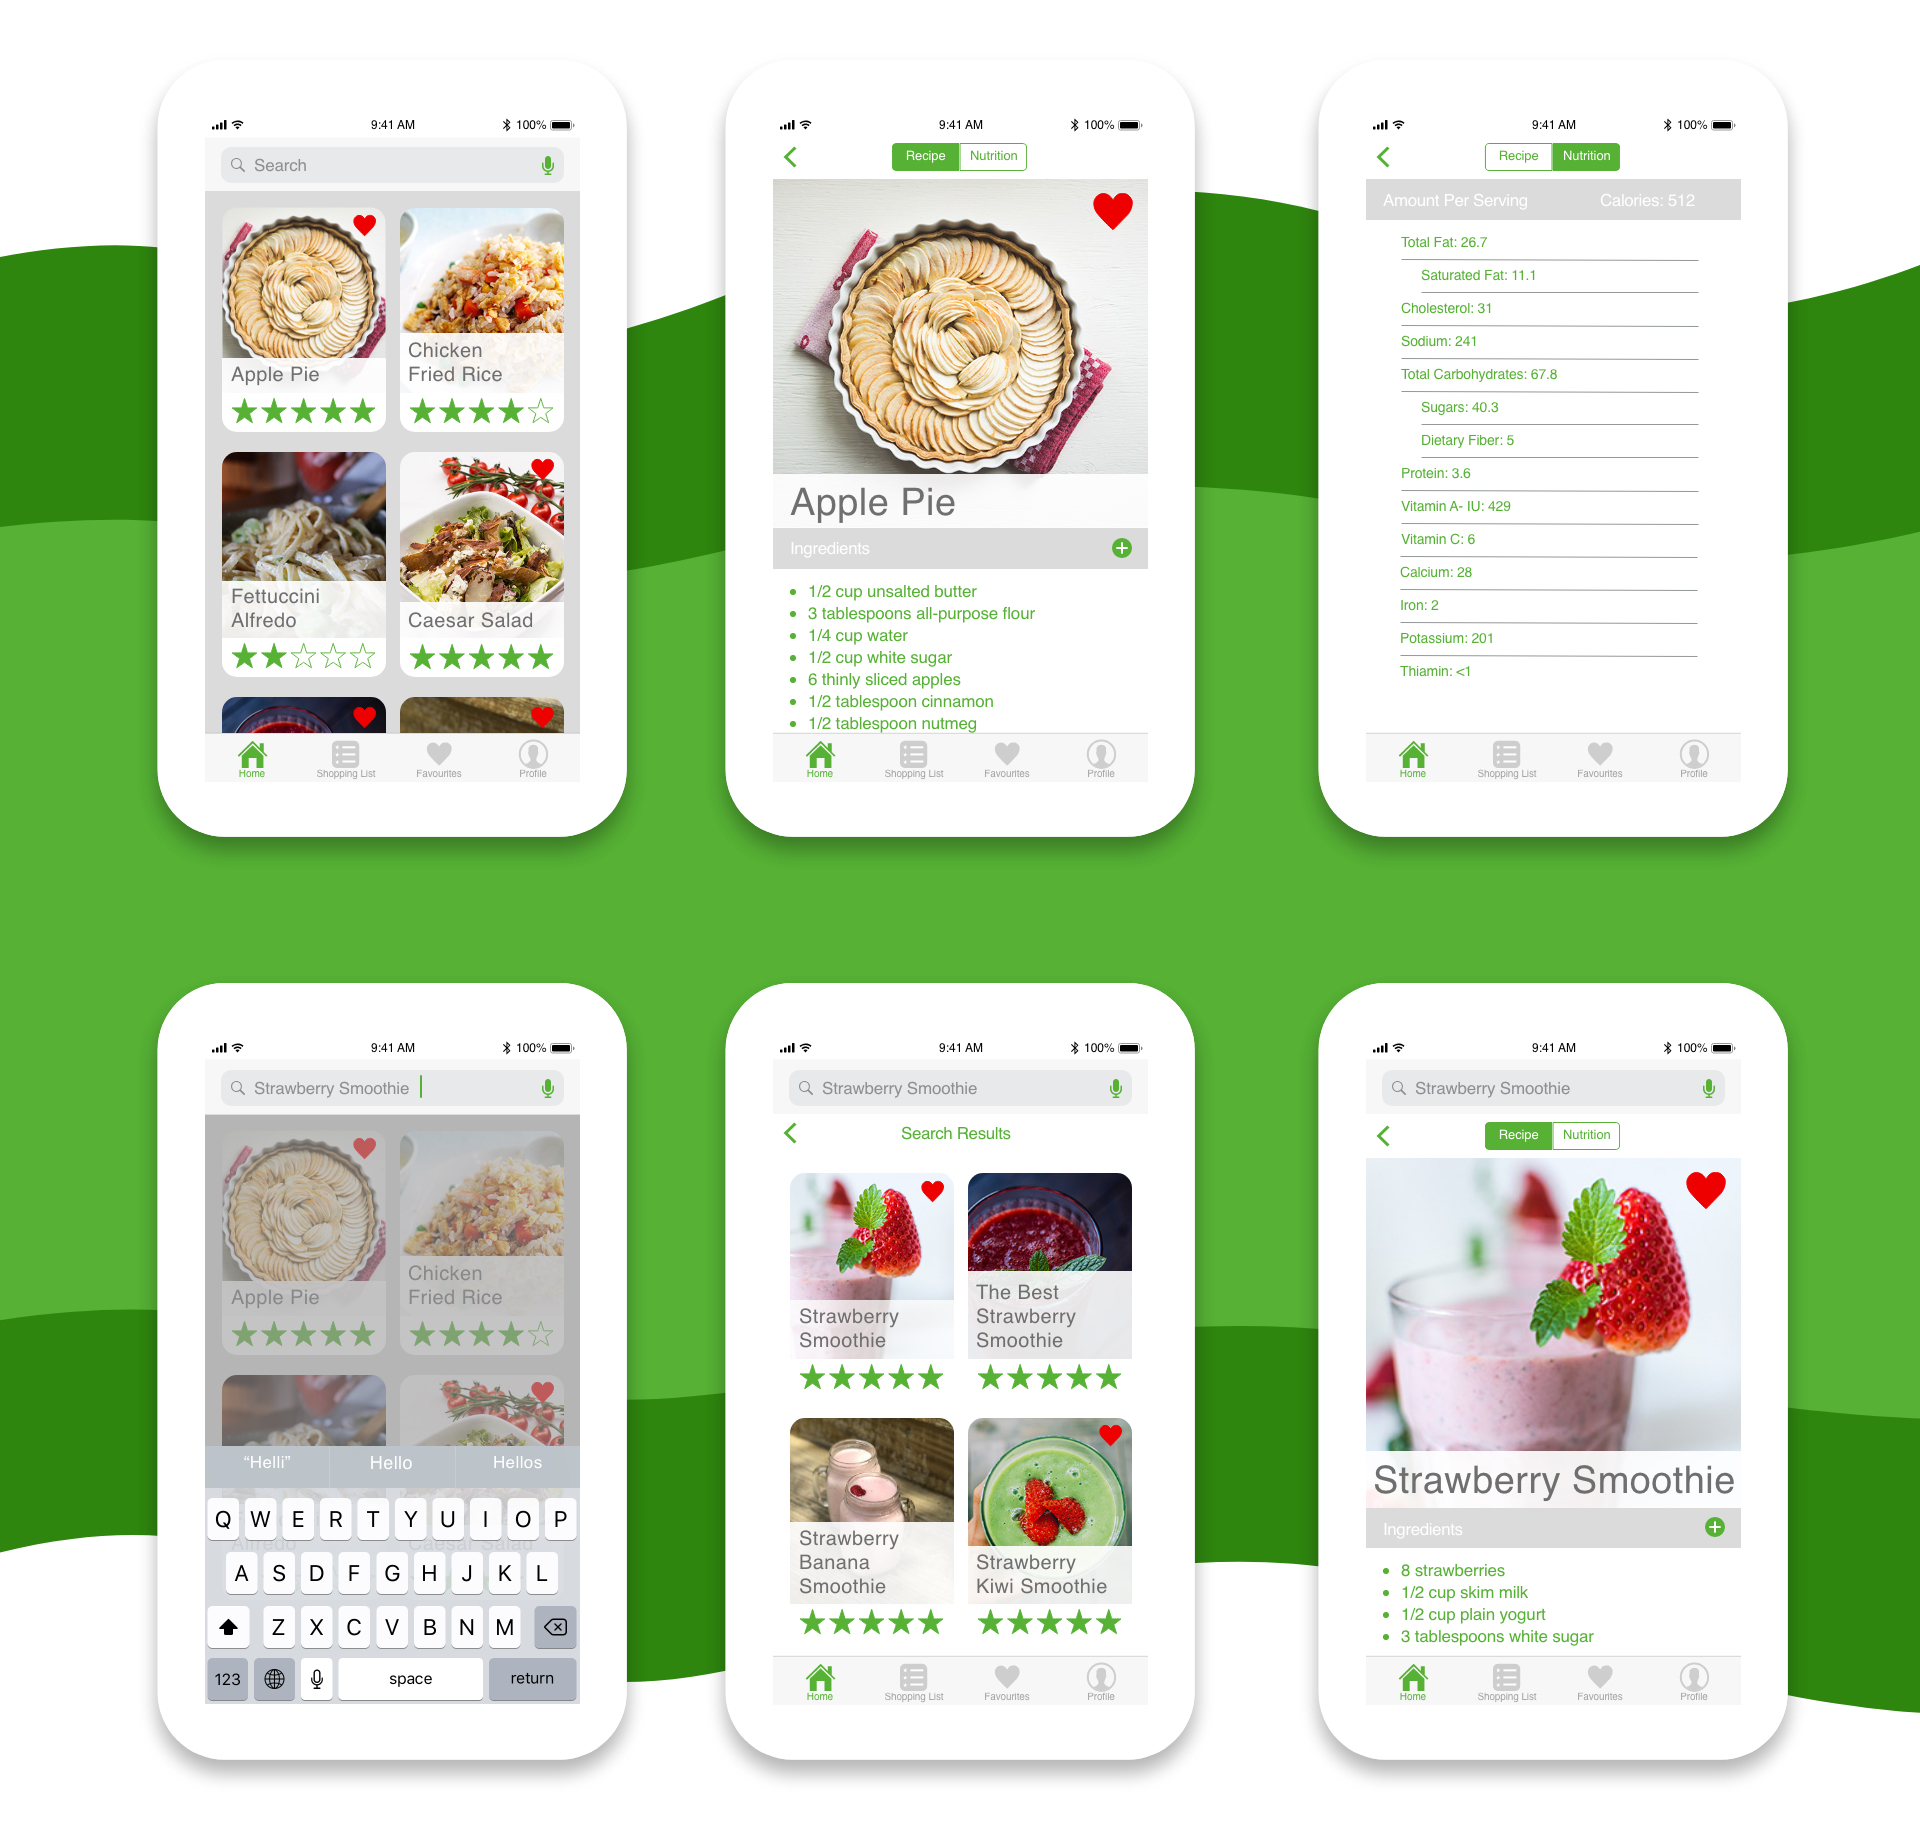 9:41 AM 100%
Search
Apple Pie
Chicken
Fried Rice
Fettuccini
Alfredo
Caesar Salad
Home Shopping List Favourites Profile
9:41 AM 100%
Recipe Nutrition
Apple Pie
Ingredients
1/2 cup unsalted butter
3 tablespoons all-purpose flour
1/4 cup water
1/2 cup white sugar
6 thinly sliced apples
1/2 tablespoon cinnamon
1/2 tablespoon nutmeg
Home Shopping List Favourites Profile
9:41 AM 100%
Recipe Nutrition
Amount Per Serving Calories: 512
Total Fat: 26.7
Saturated Fat: 11.1
Cholesterol: 31
Sodium: 241
Total Carbohydrates: 67.8
Sugars: 40.3
Dietary Fiber: 5
Protein: 3.6
Vitamin A- IU: 429
Vitamin C: 6
Calcium: 28
Iron: 2
Potassium: 201
Thiamin: <1
Home Shopping List Favourites Profile
9:41 AM 100%
Strawberry Smoothie
Apple Pie
Chicken
Fried Rice
“Helli” Hello Hellos
Q W E R T Y U I O P
Alfredo Caesar Salad
A S D F G H J K L
Z X C V B N M
123 space return
9:41 AM 100%
Strawberry Smoothie
Search Results
Strawberry
Smoothie
The Best
Strawberry
Smoothie
Strawberry
Banana
Smoothie
Strawberry
Kiwi Smoothie
Home Shopping List Favourites Profile
9:41 AM 100%
Strawberry Smoothie
Recipe Nutrition
Strawberry Smoothie
Ingredients
8 strawberries
1/2 cup skim milk
1/2 cup plain yogurt
3 tablespoons white sugar
Home Shopping List Favourites Profile